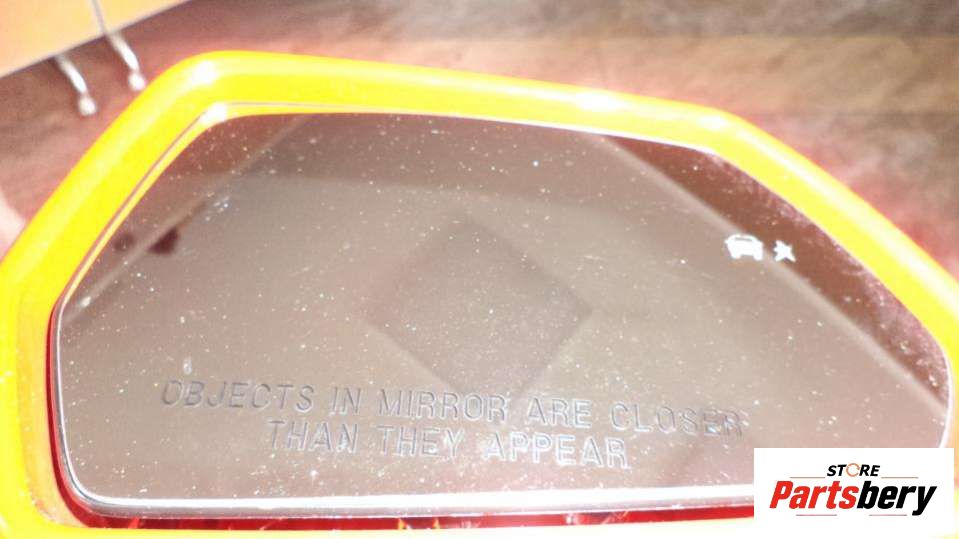 OBJECTS IN MIRROR ARE CLOSER
THAN THEY APPEAR
STORE
Partsbery